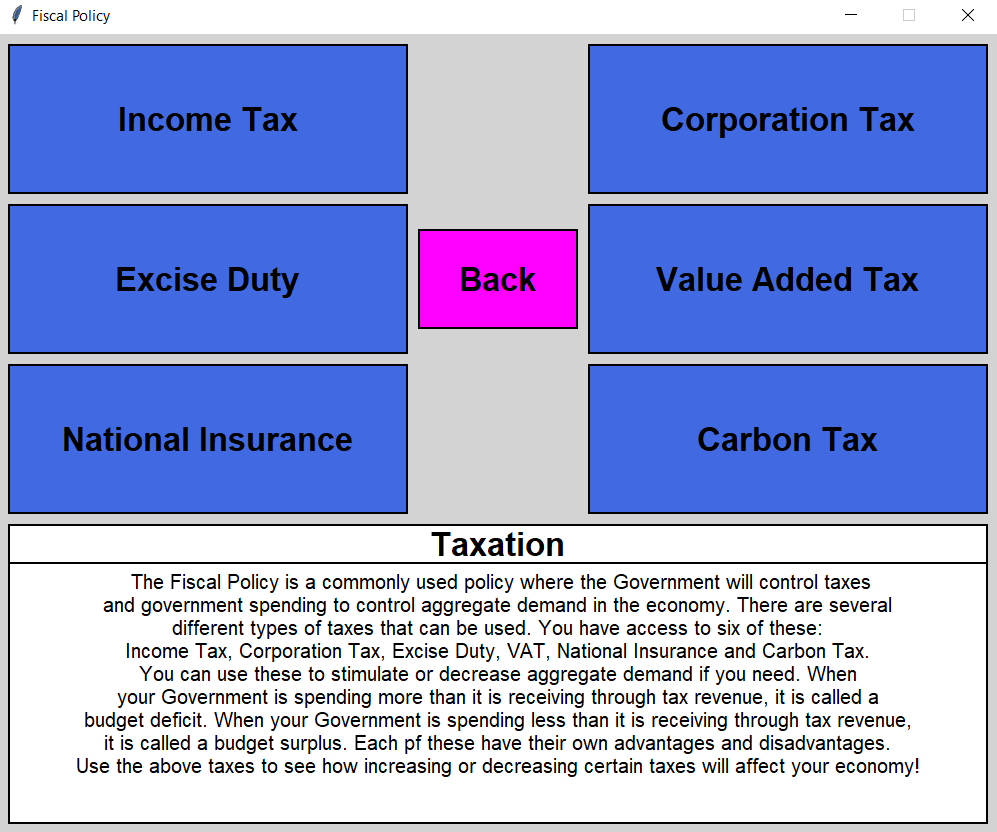 Fiscal Policy
Income Tax
Corporation Tax
Excise Duty
Back
Value Added Tax
National Insurance
Carbon Tax
Taxation
The Fiscal Policy is a commonly used policy where the Government will control taxes
and government spending to control aggregate demand in the economy. There are several
different types of taxes that can be used. You have access to six of these:
Income Tax, Corporation Tax, Excise Duty, VAT, National Insurance and Carbon Tax.
You can use these to stimulate or decrease aggregate demand if you need. When
your Government is spending more than it is receiving through tax revenue, it is called a
budget deficit. When your Government is spending less than it is receiving through tax revenue,
it is called a budget surplus. Each pf these have their own advantages and disadvantages.
Use the above taxes to see how increasing or decreasing certain taxes will affect your economy!